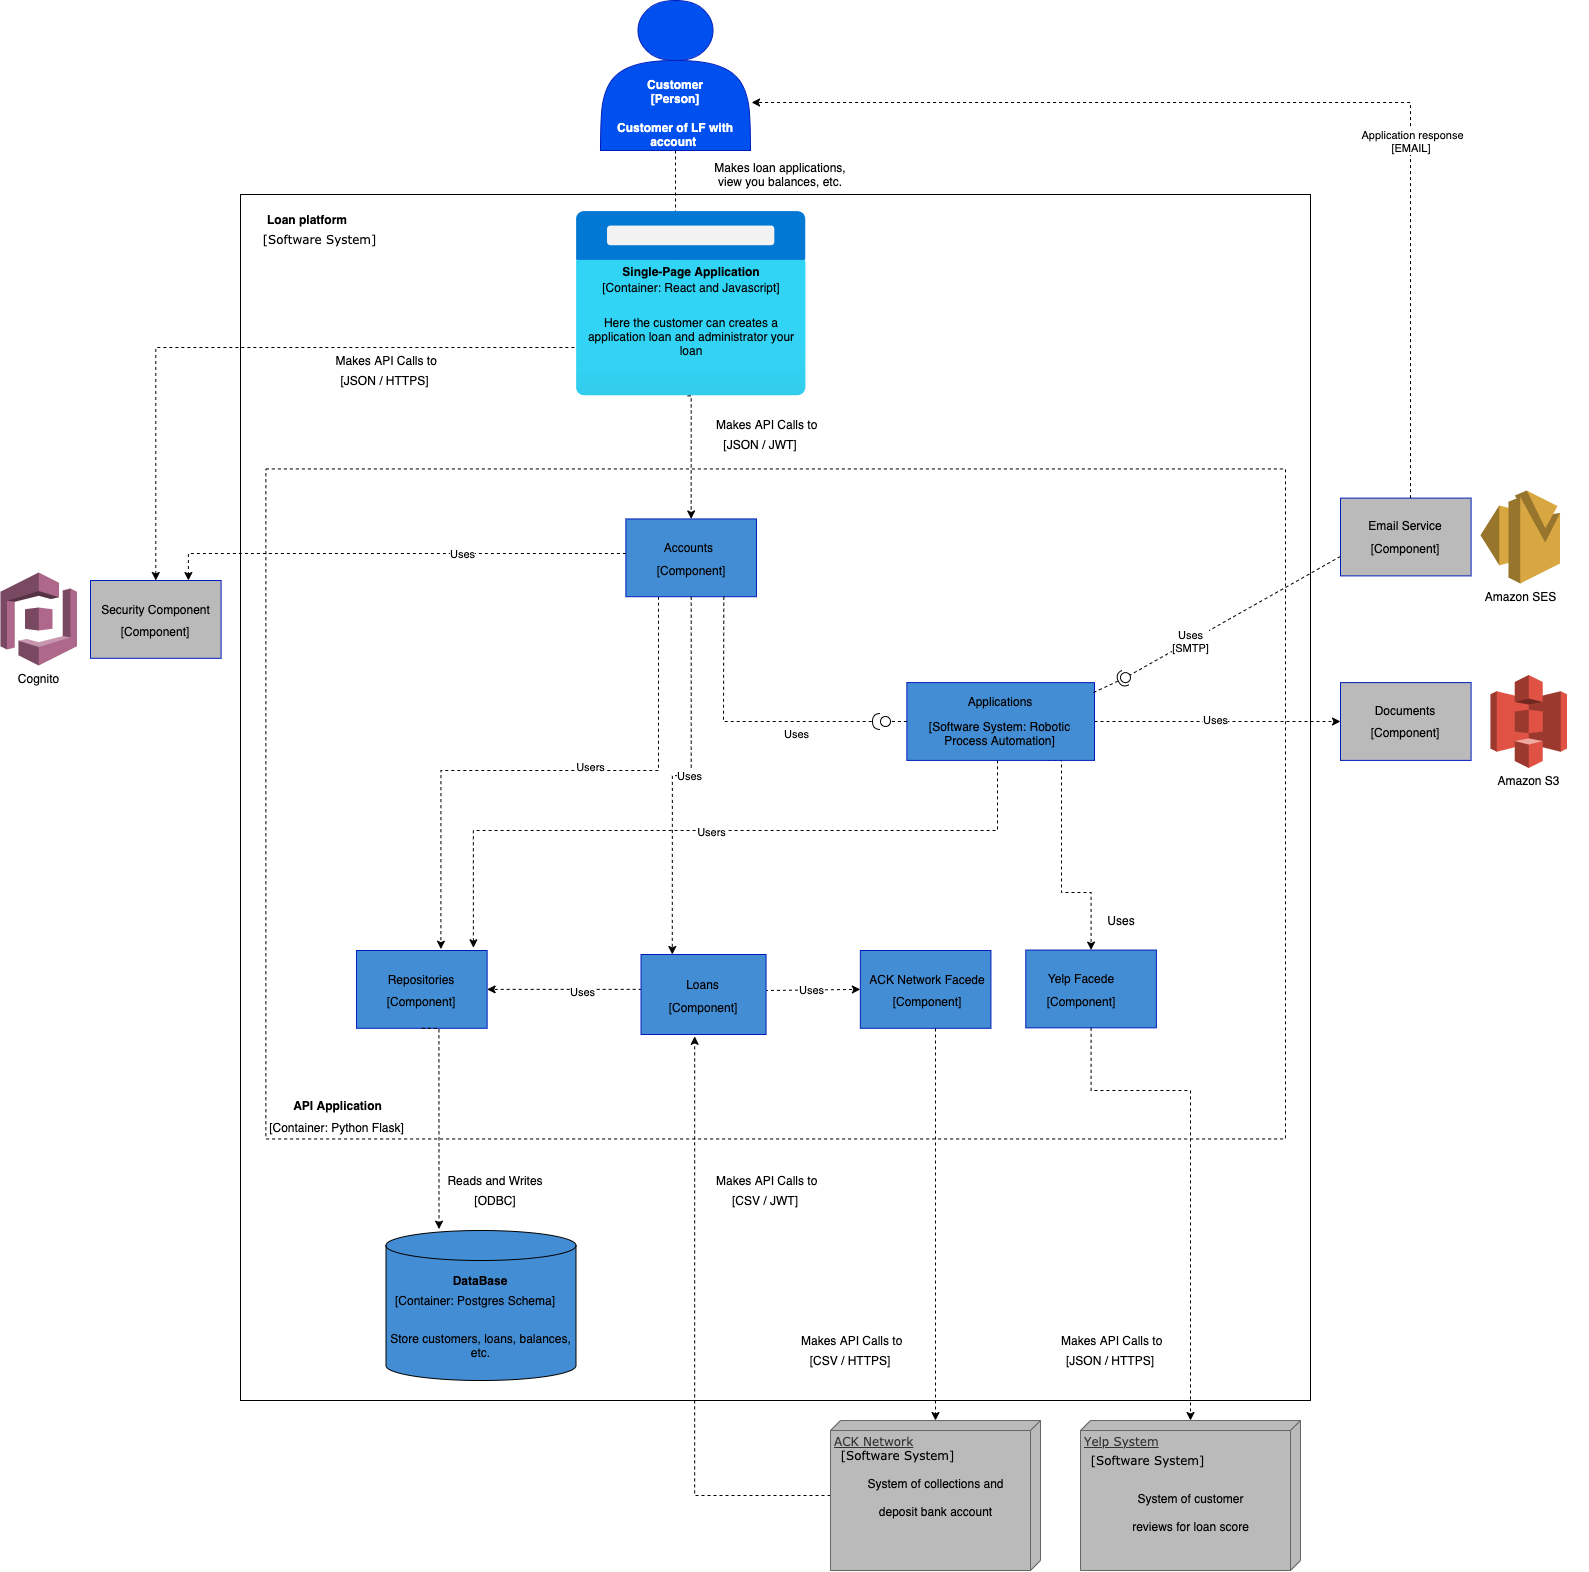 Customer
[Person]
Customer of LF with
account
Application response
[EMAIL]
Makes loan applications,
view you balances, etc.
Loan platform
[Software System]
Single-Page Application
[Container: React and Javascript]
Here the customer can creates a
application loan and administrator your
loan
Makes API Calls to
[JSON / HTTPS]
Makes API Calls to
[JSON / JWT]
Accounts
[Component]
Uses
Email Service
[Component]
Amazon SES
Security Component
[Component]
Cognito
Uses
[SMTP]
Applications
[Software System: Robotic
Process Automation]
Uses
Uses
Documents
[Component]
Amazon S3
Users
Uses
Users
Uses
Repositories
[Component]
Uses
Loans
[Component]
Uses
ACK Network Facede
[Component]
Yelp Facede
[Component]
API Application
[Container: Python Flask]
Reads and Writes
[ODBC]
Makes API Calls to
[CSV / JWT]
DataBase
[Container: Postgres Schema]
Store customers, loans, balances,
etc.
Makes API Calls to
[CSV / HTTPS]
Makes API Calls to
[JSON / HTTPS]
ACK Network
[Software System]
System of collections and
deposit bank account
Yelp System
[Software System]
System of customer
reviews for loan score